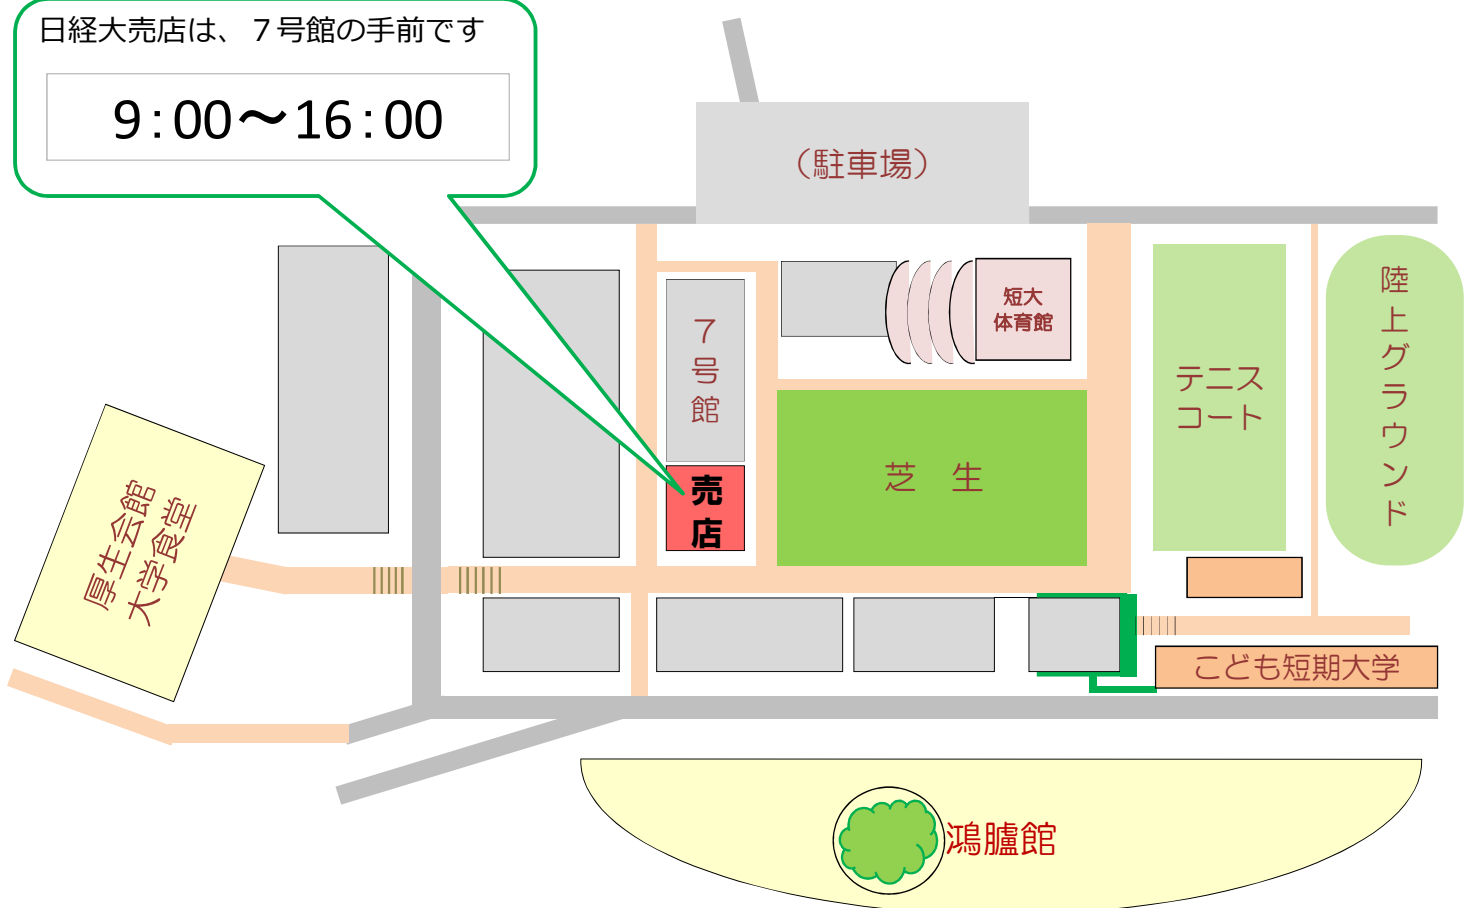 日経大売店は、７号館の手前です
9：00～16：00
（駐車場）
７号館
売店
短大
体育館
芝　生
テニス
コート
陸上グラウンド
厚生会館
大学食堂
こども短期大学
鴻臚館